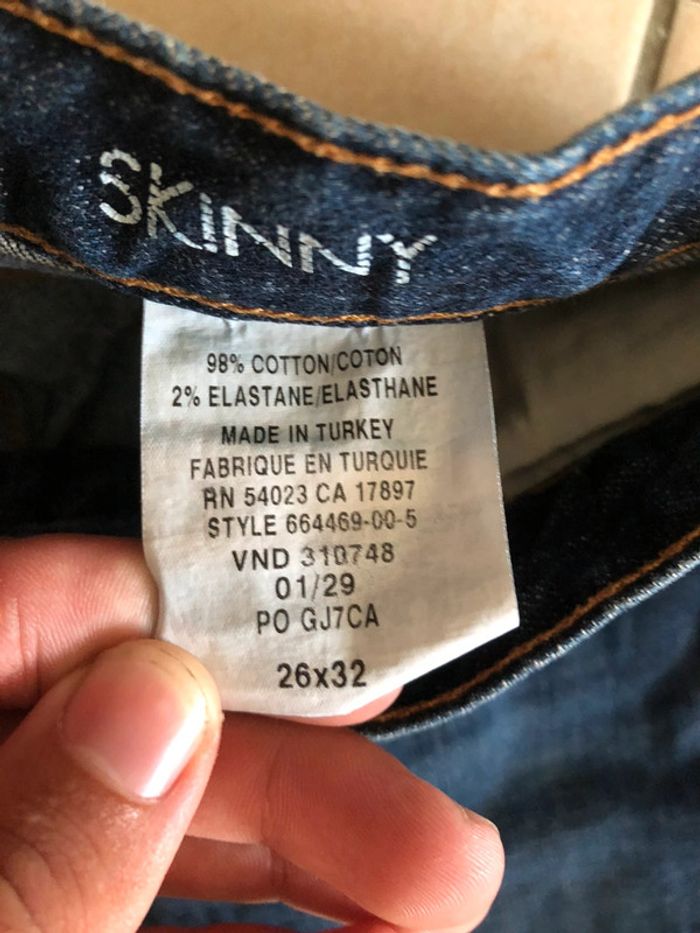 SKINNY
98% COTTON/COTON
2% ELASTANE/ELASTHANE
MADE IN TURKEY
FABRIQUE EN TURQUIE
RN 54023 CA 17897
STYLE 664469-00-5
VND 310748
01/29
PO GJ7CA
26x32